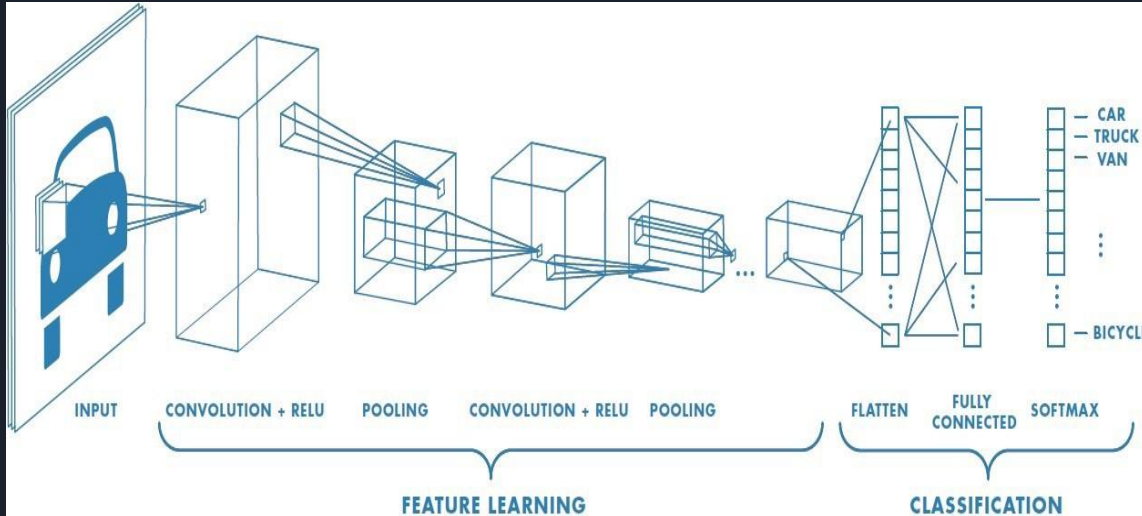 CAR
TRUCK
VAN
BICYCL
INPUT
CONVOLUTION + RELU
POOLING
CONVOLUTION + RELU
POOLING
FLATTEN
FULLY
CONNECTED
SOFTMAX
FEATURE LEARNING
CLASSIFICATION